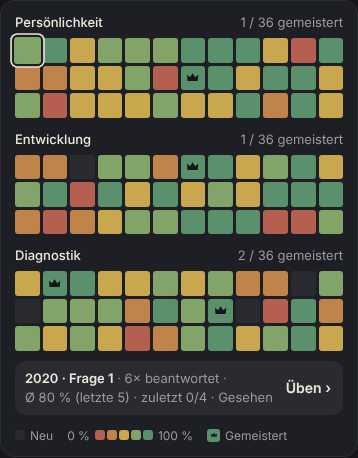 Persönlichkeit 1 / 36 gemeistert
Entwicklung 1 / 36 gemeistert
Diagnostik 2 / 36 gemeistert
2020 · Frage 1 · 6× beantwortet ·
Ø 80 % (letzte 5) · zuletzt 0/4 · Gesehen
Üben ›
Neu 0 % 100 % Gemeistert